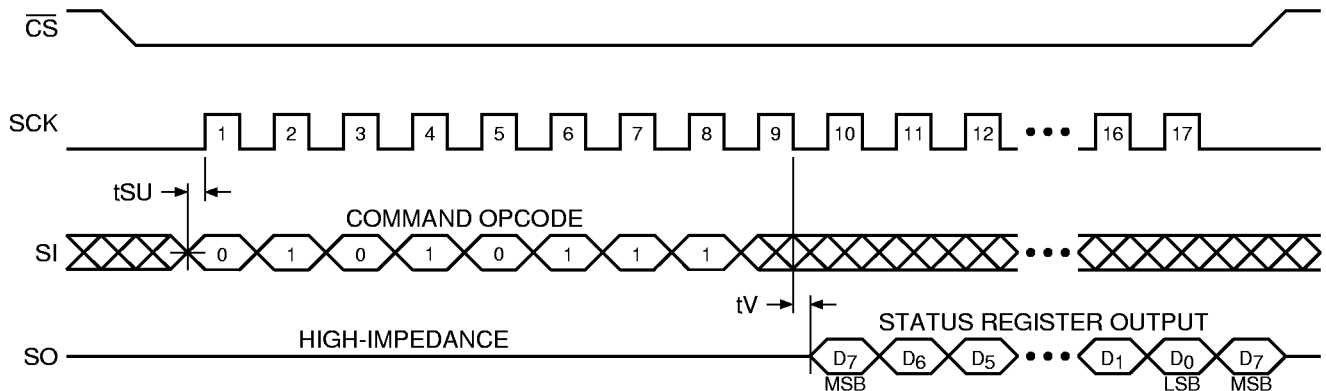 CS
SCK
1 2 3 4 5 6 7 8 9 10 11 12 ••• 16 17
tSU
COMMAND OPCODE
SI
0 1 0 1 0 1 1 1 •••
tV
STATUS REGISTER OUTPUT
HIGH-IMPEDANCE
SO
D7 D6 D5 ••• D1 D0 D7
MSB LSB MSB